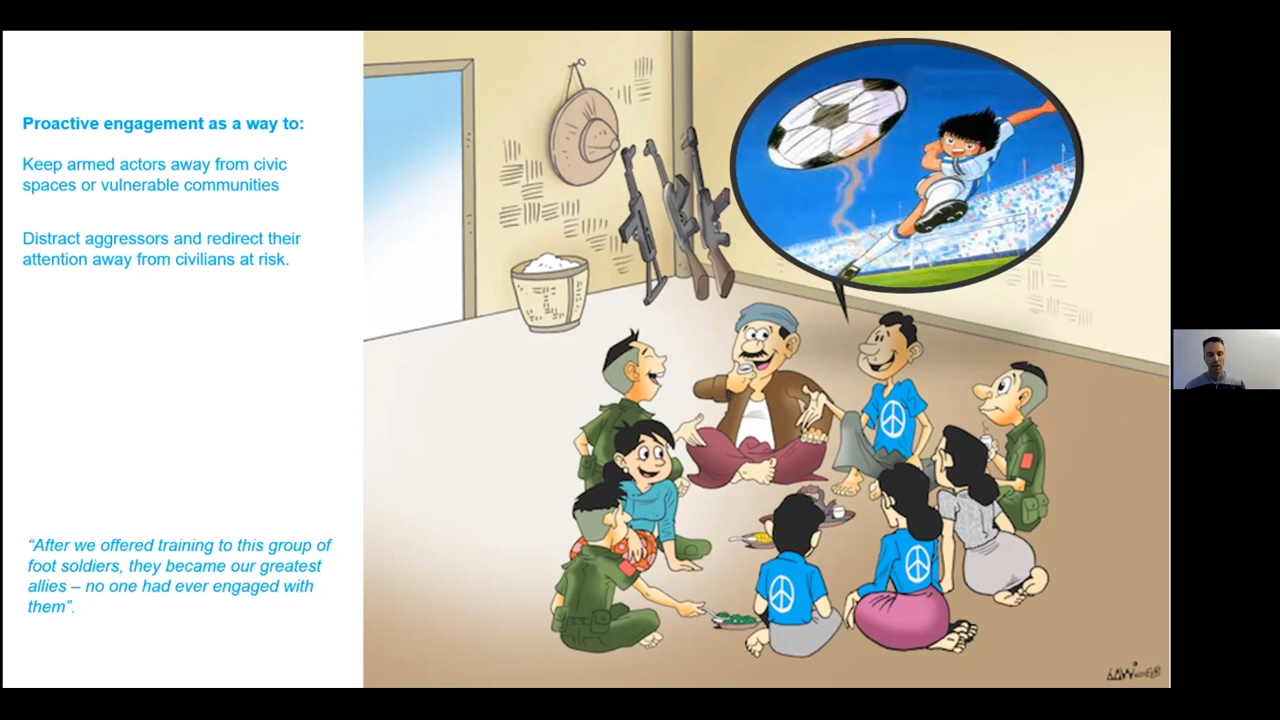 Proactive engagement as a way to:
Keep armed actors away from civic
spaces or vulnerable communities
Distract aggressors and redirect their
attention away from civilians at risk.
“After we offered training to this group of
foot soldiers, they became our greatest
allies – no one had ever engaged with
them”.